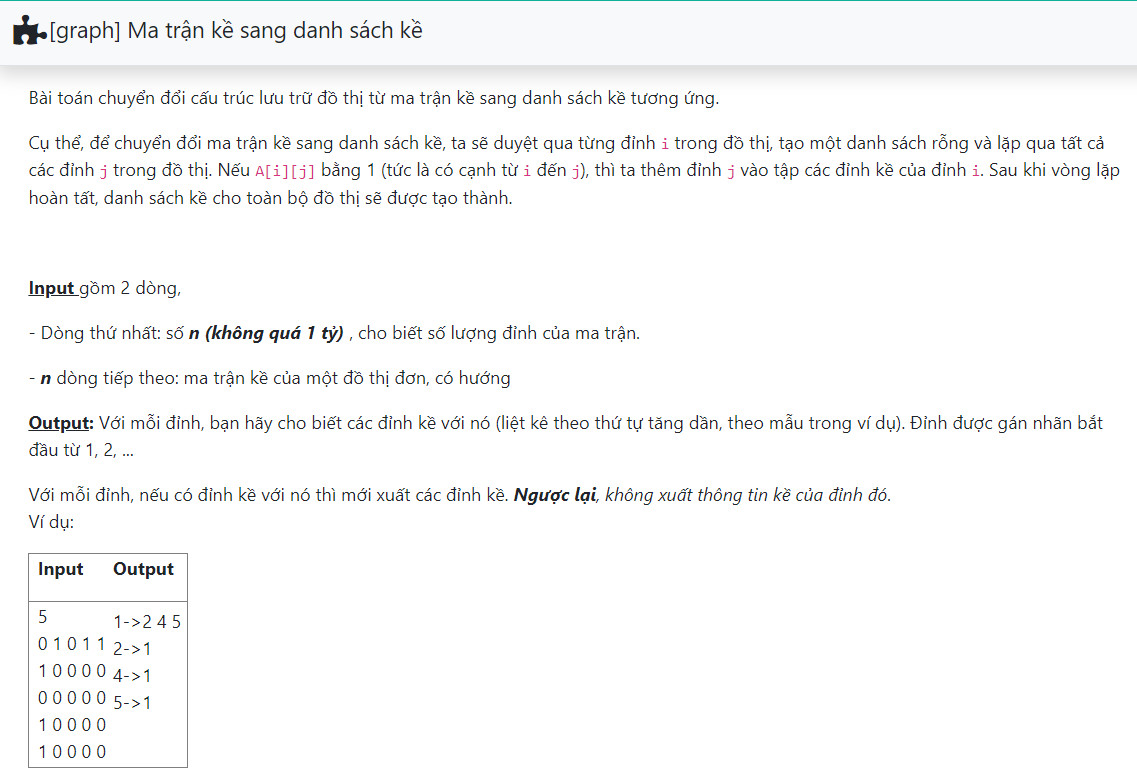 [graph] Ma trận kề sang danh sách kề
Bài toán chuyển đổi cấu trúc lưu trữ đồ thị từ ma trận kề sang danh sách kề tương ứng.
Cụ thể, để chuyển đổi ma trận kề sang danh sách kề, ta sẽ duyệt qua từng đỉnh i trong đồ thị, tạo một danh sách rỗng và lặp qua tất cả
các đỉnh j trong đồ thị. Nếu A[i][j] bằng 1 (tức là có cạnh từ i đến j), thì ta thêm đỉnh j vào tập các đỉnh kề của đỉnh i. Sau khi vòng lặp
hoàn tất, danh sách kề cho toàn bộ đồ thị sẽ được tạo thành.
Input gồm 2 dòng,
- Dòng thứ nhất: số n (không quá 1 tỷ) , cho biết số lượng đỉnh của ma trận.
- n dòng tiếp theo: ma trận kề của một đồ thị đơn, có hướng
Output: Với mỗi đỉnh, bạn hãy cho biết các đỉnh kề với nó (liệt kê theo thứ tự tăng dần, theo mẫu trong ví dụ). Đỉnh được gán nhãn bắt
đầu từ 1, 2, ...
Với mỗi đỉnh, nếu có đỉnh kề với nó thì mới xuất các đỉnh kề. Ngược lại, không xuất thông tin kề của đỉnh đó.
Ví dụ:
Input Output
5
0 1 0 1 1
1 0 0 0 0
0 0 0 0 0
1 0 0 0 0
1 0 0 0 0
1->2 4 5
2->1
4->1
5->1